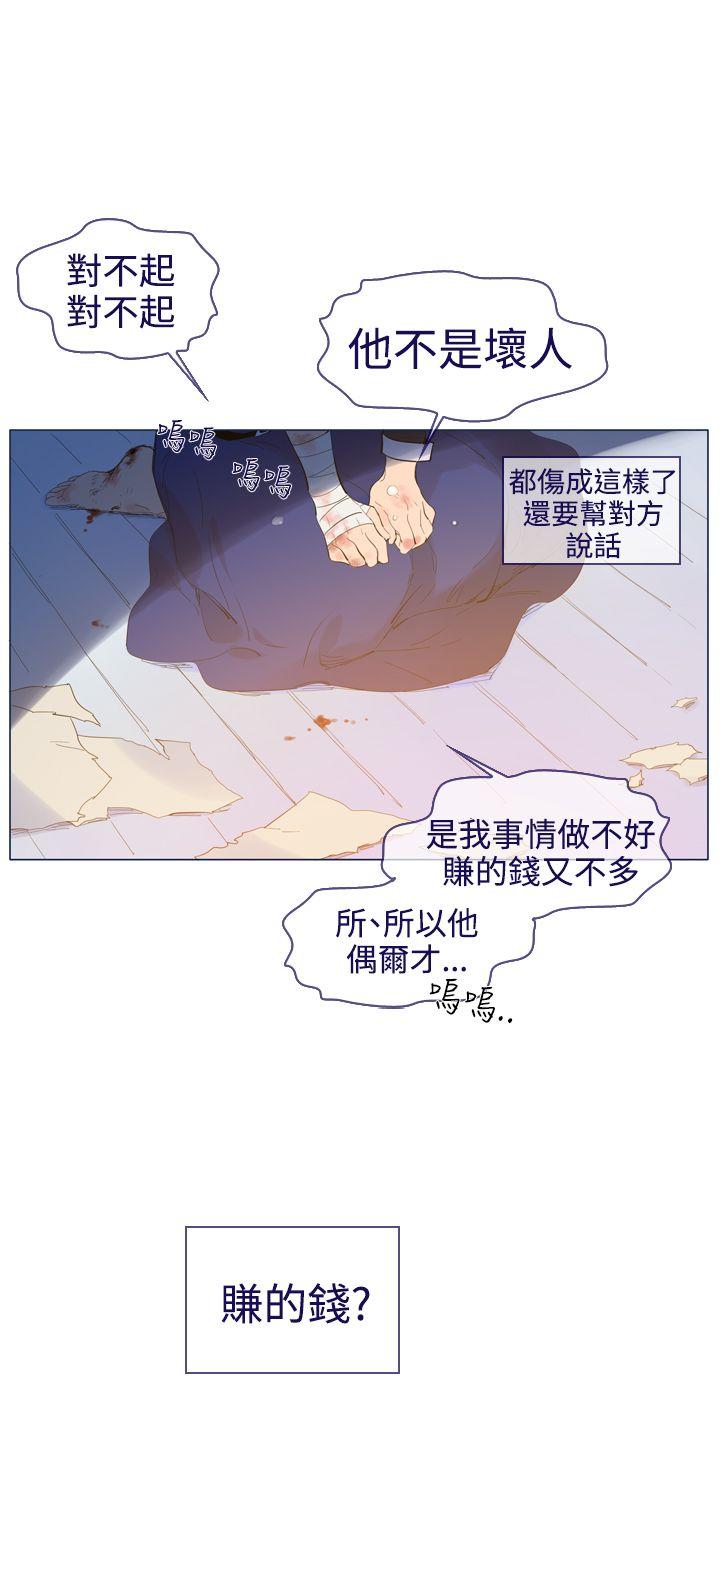 對不起
對不起
他不是壞人
嗚嗚
嗚嗚
都傷成這樣了
還要幫對方
說話
是我事情做不好
賺的錢又不多
所、所以他
偶爾才...
嗚嗚..
賺的錢?